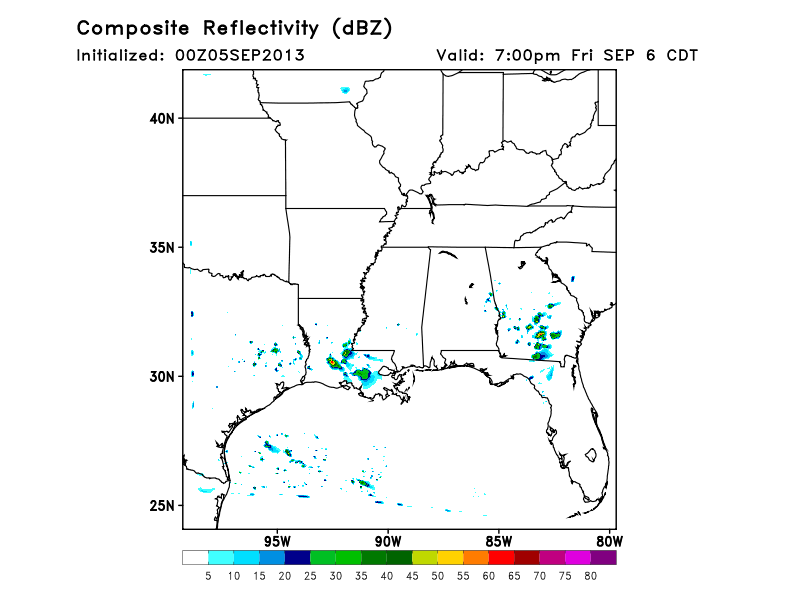 Composite Reflectivity (dBZ)
Initialized: 00Z05SEP2013 Valid: 7:00pm Fri SEP 6 CDT
40N
35N
30N
25N
95W 90W 85W 80W
5 10 15 20 25 30 35 40 45 50 55 60 65 70 75 80